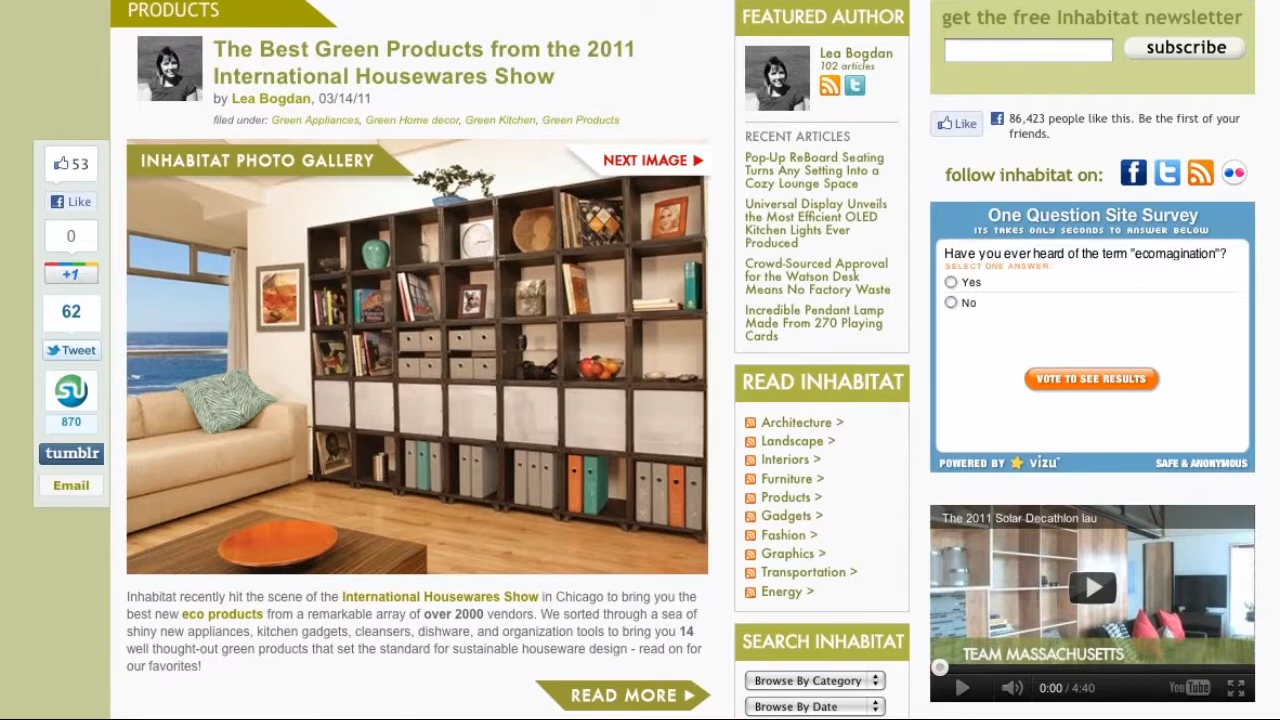 PRODUCTS
The Best Green Products from the 2011
International Housewares Show
by Lea Bogdan, 03/14/11
filed under: Green Appliances, Green Home decor, Green Kitchen, Green Products
53
Like
0
+1
62
Tweet
870
tumblr
Email
INHABITAT PHOTO GALLERY
NEXT IMAGE
Inhabitat recently hit the scene of the International Housewares Show in Chicago to bring you the
best new eco products from a remarkable array of over 2000 vendors. We sorted through a sea of
shiny new appliances, kitchen gadgets, cleansers, dishware, and organization tools to bring you 14
well thought-out green products that set the standard for sustainable houseware design - read on for
our favorites!
READ MORE
FEATURED AUTHOR
Lea Bogdan
102 articles
RECENT ARTICLES
Pop-Up ReBoard Seating
Turns Any Setting Into a
Cozy Lounge Space
Universal Display Unveils
the Most Efficient OLED
Kitchen Lights Ever
Produced
Crowd-Sourced Approval
for the Watson Desk
Means No Factory Waste
Incredible Pendant Lamp
Made From 270 Playing
Cards
READ INHABITAT
Architecture >
Landscape >
Interiors >
Furniture >
Products >
Gadgets >
Fashion >
Graphics >
Transportation >
Energy >
SEARCH INHABITAT
Browse By Category
Browse By Date
get the free Inhabitat newsletter
subscribe
Like
86,423 people like this. Be the first of your
friends.
follow inhabitat on:
One Question Site Survey
ITS TAKES ONLY SECONDS TO ANSWER BELOW
Have you ever heard of the term "ecomagination"?
SELECT ONE ANSWER:
Yes
No
VOTE TO SEE RESULTS
POWERED BY vizu
SAFE & ANONYMOUS
The 2011 Solar Decathlon lau
TEAM MASSACHUSETTS
0:00 / 4:40
YouTube